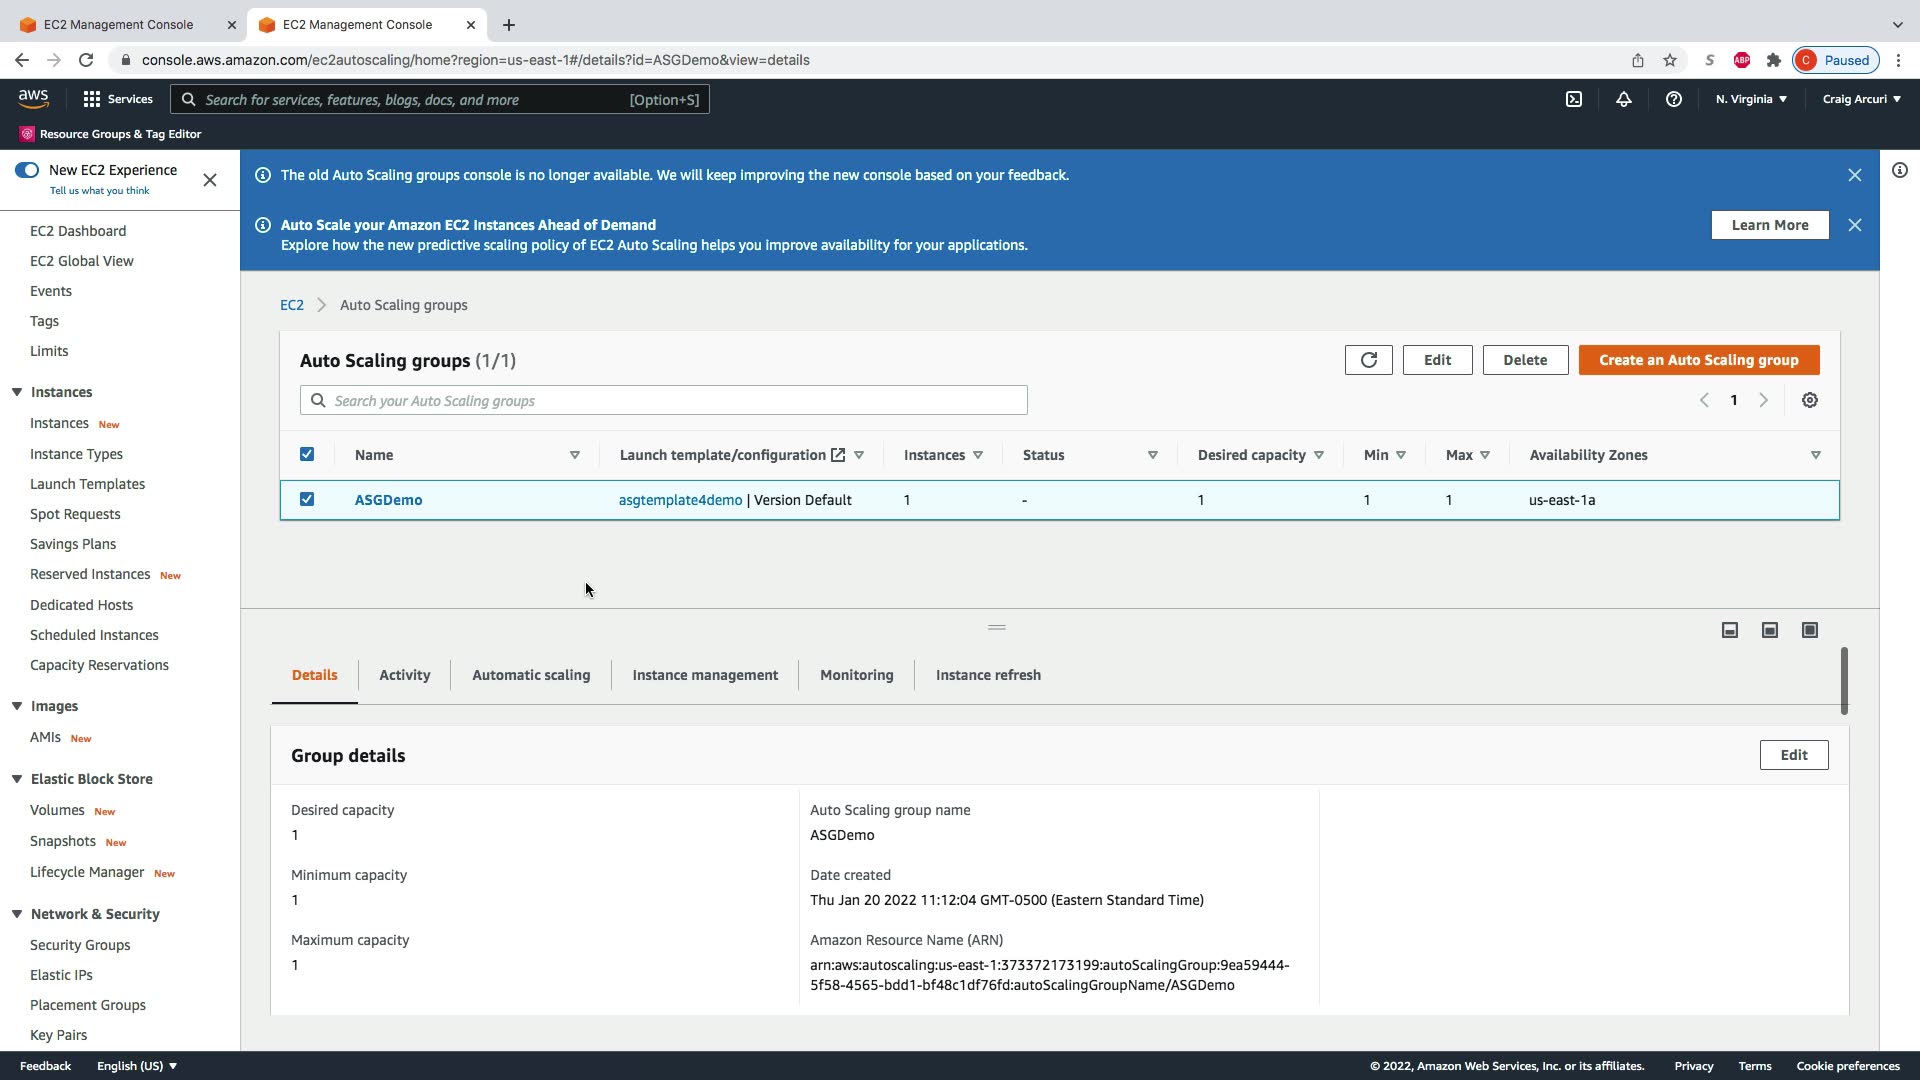 EC2 Management Console
EC2 Management Console
console.aws.amazon.com/ec2autoscaling/home?region=us-east-1#/details?id=ASGDemo&view=details
S
ABP
C Paused
aws
Services
Search for services, features, blogs, docs, and more [Option+S]
N. Virginia
Craig Arcuri
Resource Groups & Tag Editor
New EC2 Experience
Tell us what you think
EC2 Dashboard
EC2 Global View
Events
Tags
Limits
Instances
Instances New
Instance Types
Launch Templates
Spot Requests
Savings Plans
Reserved Instances New
Dedicated Hosts
Scheduled Instances
Capacity Reservations
Images
AMIs New
Elastic Block Store
Volumes New
Snapshots New
Lifecycle Manager New
Network & Security
Security Groups
Elastic IPs
Placement Groups
Key Pairs
The old Auto Scaling groups console is no longer available. We will keep improving the new console based on your feedback.
Auto Scale your Amazon EC2 Instances Ahead of Demand
Explore how the new predictive scaling policy of EC2 Auto Scaling helps you improve availability for your applications.
Learn More
EC2 Auto Scaling groups
Auto Scaling groups (1/1)
Edit
Delete
Create an Auto Scaling group
Search your Auto Scaling groups
1
Name Launch template/configuration Instances Status Desired capacity Min Max Availability Zones
ASGDemo asgtemplate4demo | Version Default 1 - 1 1 1 us-east-1a
Details Activity Automatic scaling Instance management Monitoring Instance refresh
Group details
Edit
Desired capacity
1
Minimum capacity
1
Maximum capacity
1
Auto Scaling group name
ASGDemo
Date created
Thu Jan 20 2022 11:12:04 GMT-0500 (Eastern Standard Time)
Amazon Resource Name (ARN)
arn:aws:autoscaling:us-east-1:373372173199:autoScalingGroup:9ea59444-
5f58-4565-bdd1-bf48c1df76fd:autoScalingGroupName/ASGDemo
Feedback English (US) © 2022, Amazon Web Services, Inc. or its affiliates. Privacy Terms Cookie preferences